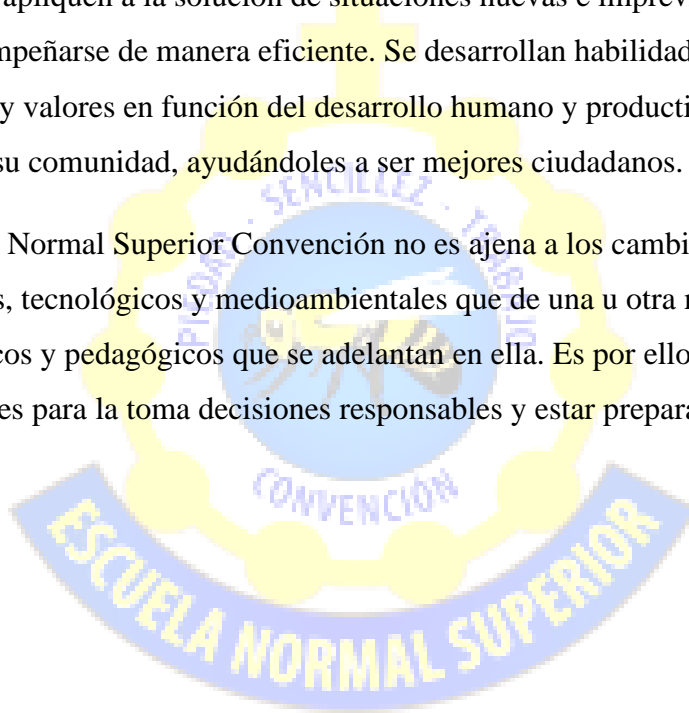 apliquen a la solución de situaciones nuevas e imprev
mpeñarse de manera eficiente. Se desarrollan habilidad
y valores en función del desarrollo humano y producti
su comunidad, ayudándoles a ser mejores ciudadanos.
PIEDAD · SENCILLEZ · TRABAJO
Normal Superior Convención no es ajena a los cambi
s, tecnológicos y medioambientales que de una u otra
cos y pedagógicos que se adelantan en ella. Es por ello
es para la toma decisiones responsables y estar prepara
CONVENCIÓN
ESCUELA NORMAL SUPERIOR